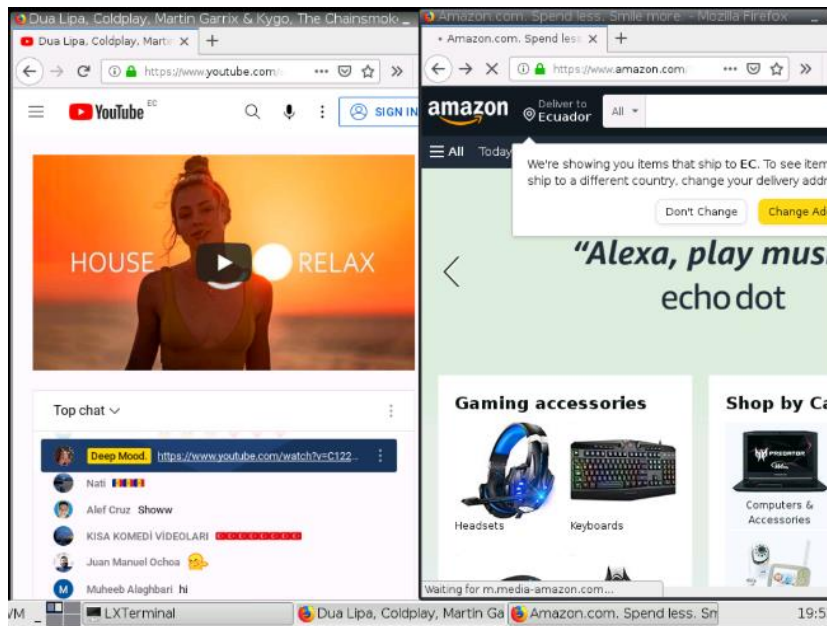 Dua Lipa, Coldplay, Martin Garrix & Kygo, The Chainsmok
Dua Lipa, Coldplay, Marti
https://www.youtube.com/
YouTube EC
SIGN IN
HOUSE RELAX
Top chat
Deep Mood. https://www.youtube.com/watch?v=C122...
Nati
Alef Cruz Showw
KISA KOMEDİ VİDEOLARI
Juan Manuel Ochoa
M Muheeb Alaghbari hi
Amazon.com. Spend less. Smile more. - Mozilla Firefox
Amazon.com. Spend les
https://www.amazon.com
amazon
Deliver to
Ecuador
All
All Today
We're showing you items that ship to EC. To see item
ship to a different country, change your delivery addr
Don't Change Change Ad
"Alexa, play mus
echo dot
Gaming accessories
Shop by Ca
PREDATOR
Headsets
Keyboards
Computers &
Accessories
Waiting for m.media-amazon.com...
VM LXTerminal Dua Lipa, Coldplay, Martin Ga Amazon.com. Spend less. Sm 19:5